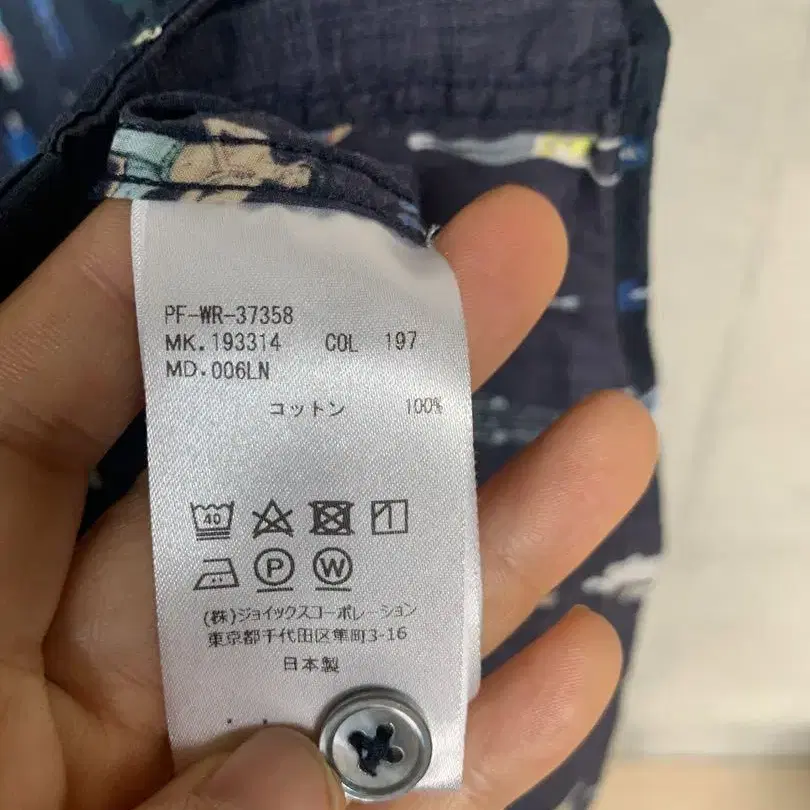 PF-WR-37358
MK.193314 COL 197
MD.006LN
コットン 100%
40
P W
(株)ジョイックスコーポレーション
東京都千代田区隼町3-16
日本製